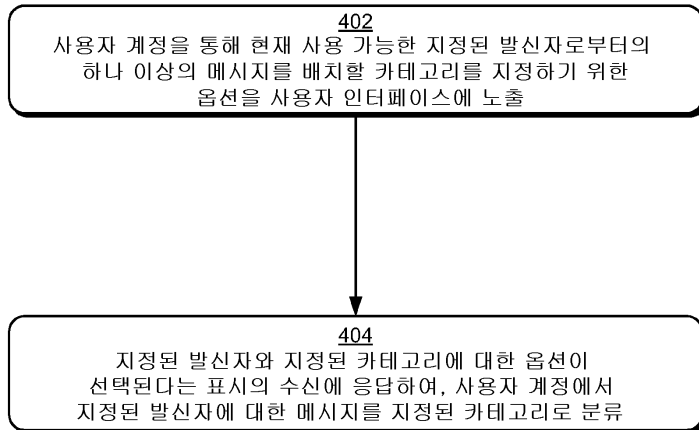 402
사용자 계정을 통해 현재 사용 가능한 지정된 발신자로부터의
하나 이상의 메시지를 배치할 카테고리를 지정하기 위한
옵션을 사용자 인터페이스에 노출
404
지정된 발신자와 지정된 카테고리에 대한 옵션이
선택된다는 표시의 수신에 응답하여, 사용자 계정에서
지정된 발신자에 대한 메시지를 지정된 카테고리로 분류